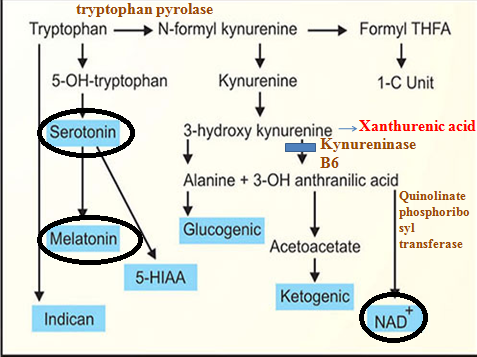 tryptophan pyrolase
Tryptophan N-formyl kynurenine Formyl THFA
5-OH-tryptophan Kynurenine 1-C Unit
Serotonin 3-hydroxy kynurenine Xanthurenic acid
Kynureninase
B6
Alanine + 3-OH anthranilic acid
Quinolinate
phosphoribo
syl
transferase
Glucogenic
Melatonin Acetoacetate
5-HIAA
Ketogenic
Indican NAD+